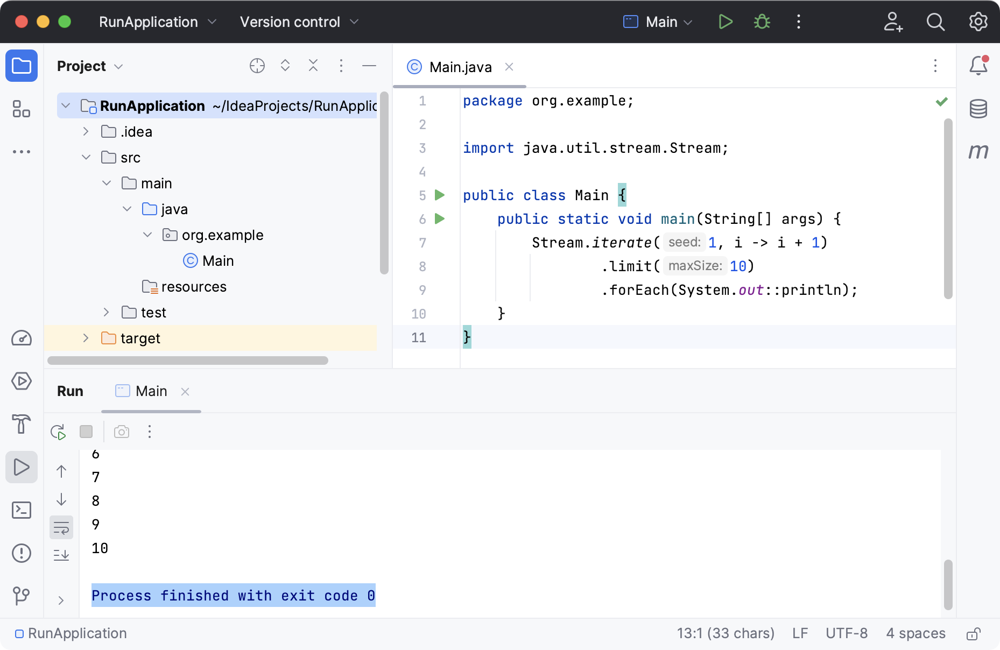 RunApplication Version control Main
Project
RunApplication ~/IdeaProjects/RunApplic
.idea
src
main
java
org.example
Main
resources
test
target
Main.java
1 package org.example;
2
3 import java.util.stream.Stream;
4
5 public class Main {
6 public static void main(String[] args) {
7 Stream.iterate( seed: 1, i -> i + 1)
8 .limit( maxSize: 10)
9 .forEach(System.out::println);
10 }
11 }
m
Run Main
6
7
8
9
10
Process finished with exit code 0
RunApplication 13:1 (33 chars) LF UTF-8 4 spaces